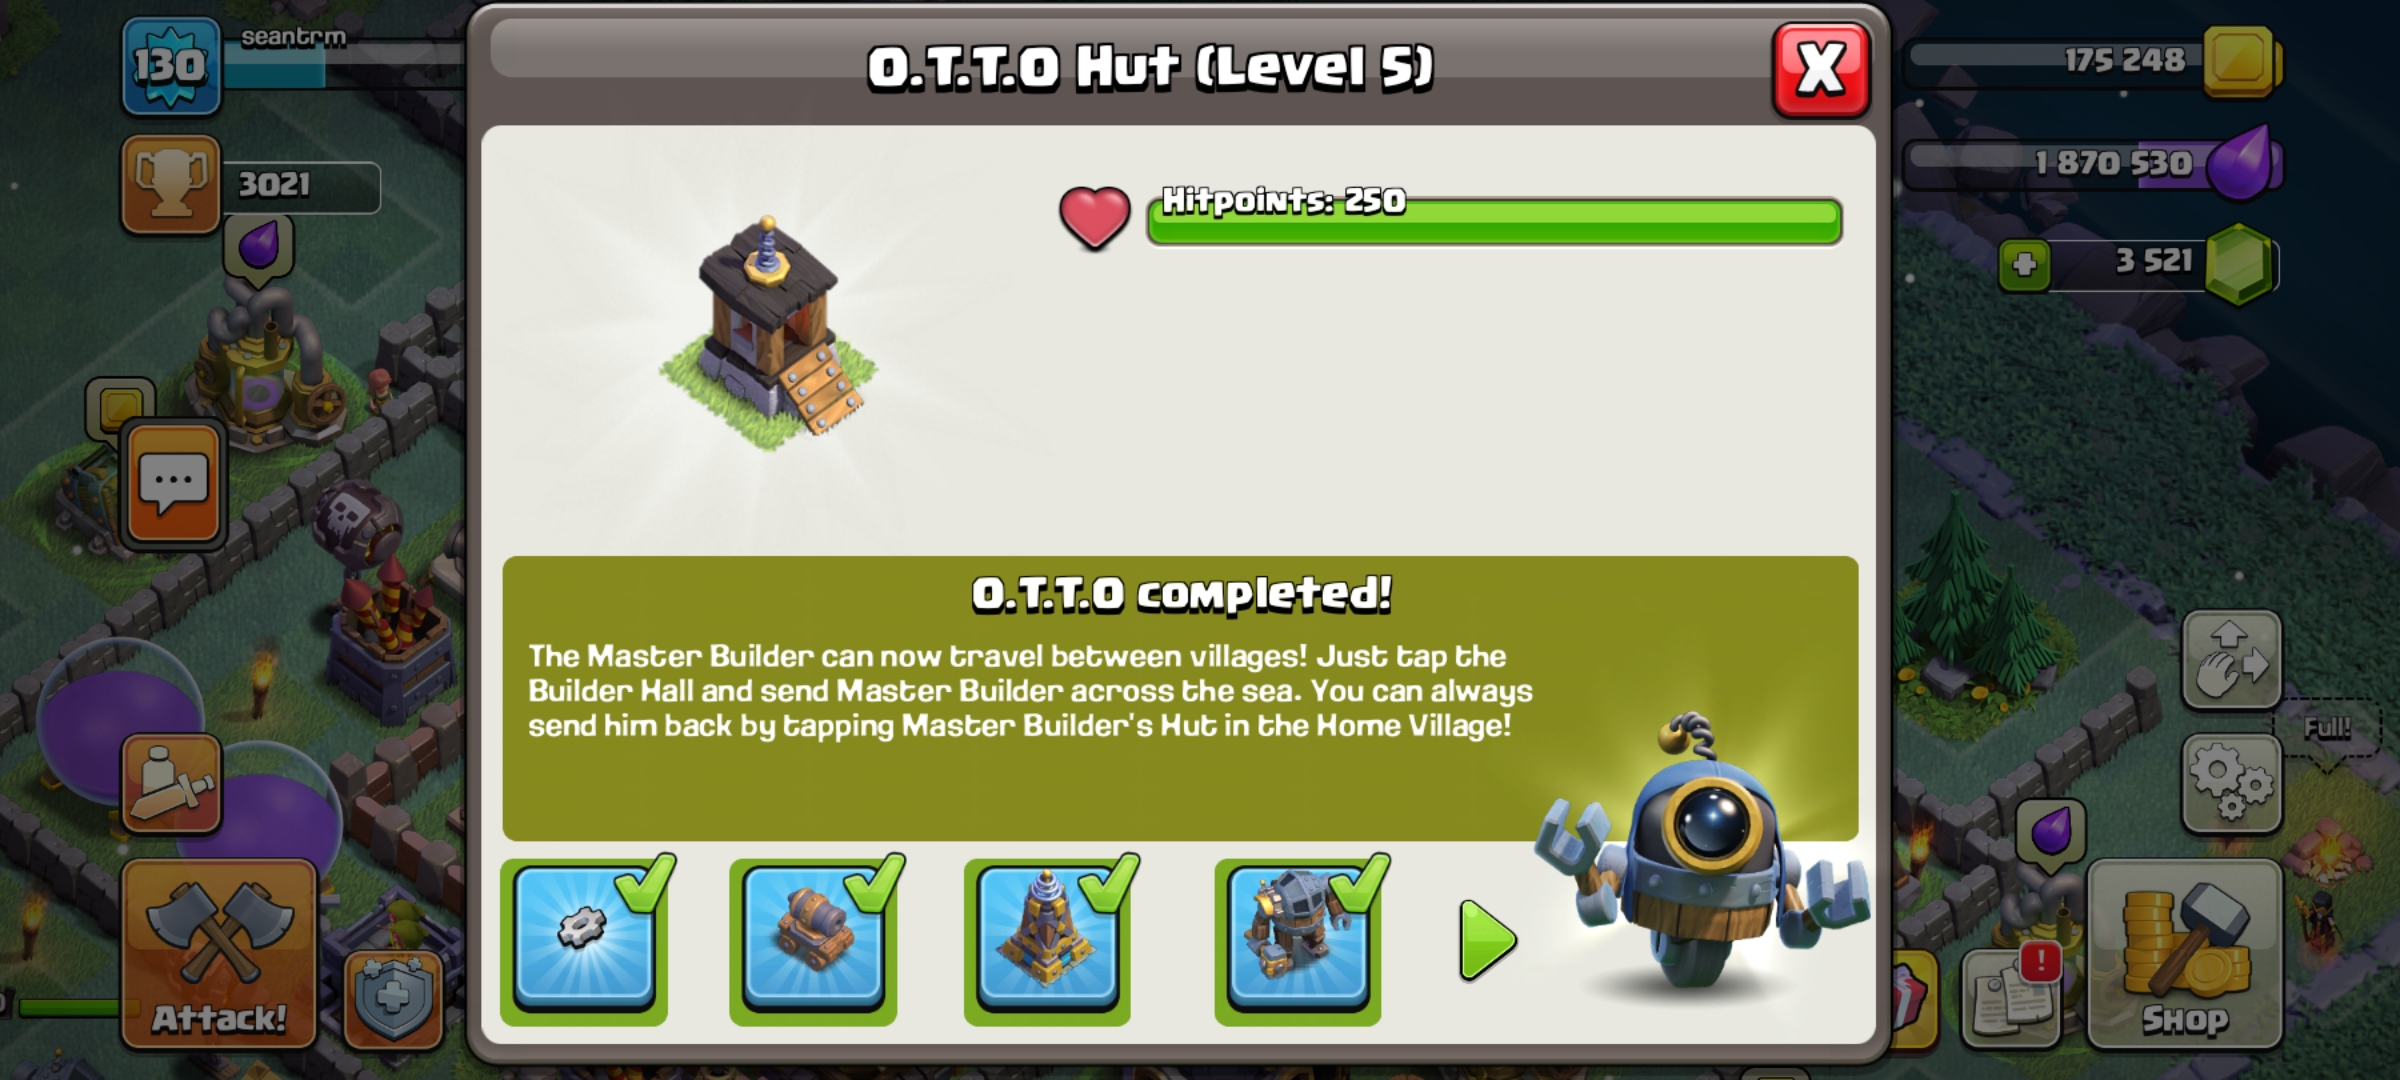 130
seantrm
O.T.T.O Hut (Level 5)
X
175 248
3021
Hitpoints: 250
1 870 530
3 521
O.T.T.O completed!
The Master Builder can now travel between villages! Just tap the
Builder Hall and send Master Builder across the sea. You can always
send him back by tapping Master Builder's Hut in the Home Village!
Full!
!
Attack!
Shop